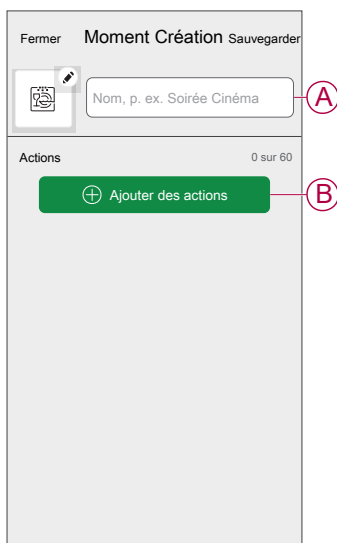 Fermer Moment Création Sauvegarder
Nom, p. ex. Soirée Cinéma
A
Actions 0 sur 60
Ajouter des actions
B